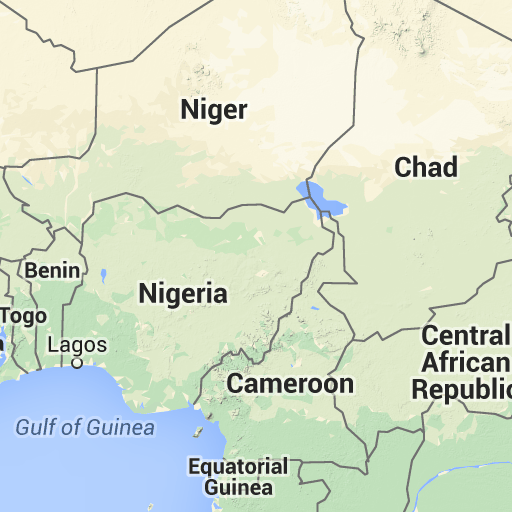 Niger
Chad
Benin
Nigeria
Togo
Lagos
Central
African
Republic
Cameroon
Gulf of Guinea
Equatorial
Guinea